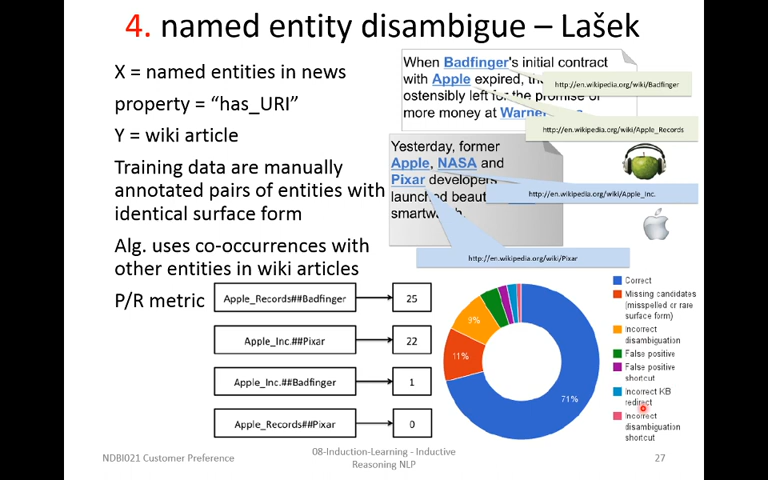 4. named entity disambigue – Lašek
X = named entities in news
property = "has_URI"
Y = wiki article
Training data are manually
annotated pairs of entities with
identical surface form
Alg. uses co-occurrences with
other entities in wiki articles
P/R metric
When Badfinger's initial contract
with Apple expired,
ostensibly left for the promise of
more money at
http://en.wikipedia.org/wiki/Badfinger
http://en.wikipedia.org/wiki/Apple_Records
Yesterday, former
Apple, NASA and
Pixar developers
launched
http://en.wikipedia.org/wiki/Apple_Inc.
http://en.wikipedia.org/wiki/Pixar
Apple_Records##Badfinger
25
Apple_Inc.##Pixar
22
Apple_Inc.##Badfinger
1
Apple_Records##Pixar
0
9%
11%
71%
Correct
Missing candidates
(misspelled or rare
surface form)
Incorrect
disambiguation
False positive
False positive
shortcut
Incorrect KB
redirect
Incorrect
disambiguation
shortcut
NDBI021 Customer Preference
08-Induction-Learning - Inductive
Reasoning NLP
27